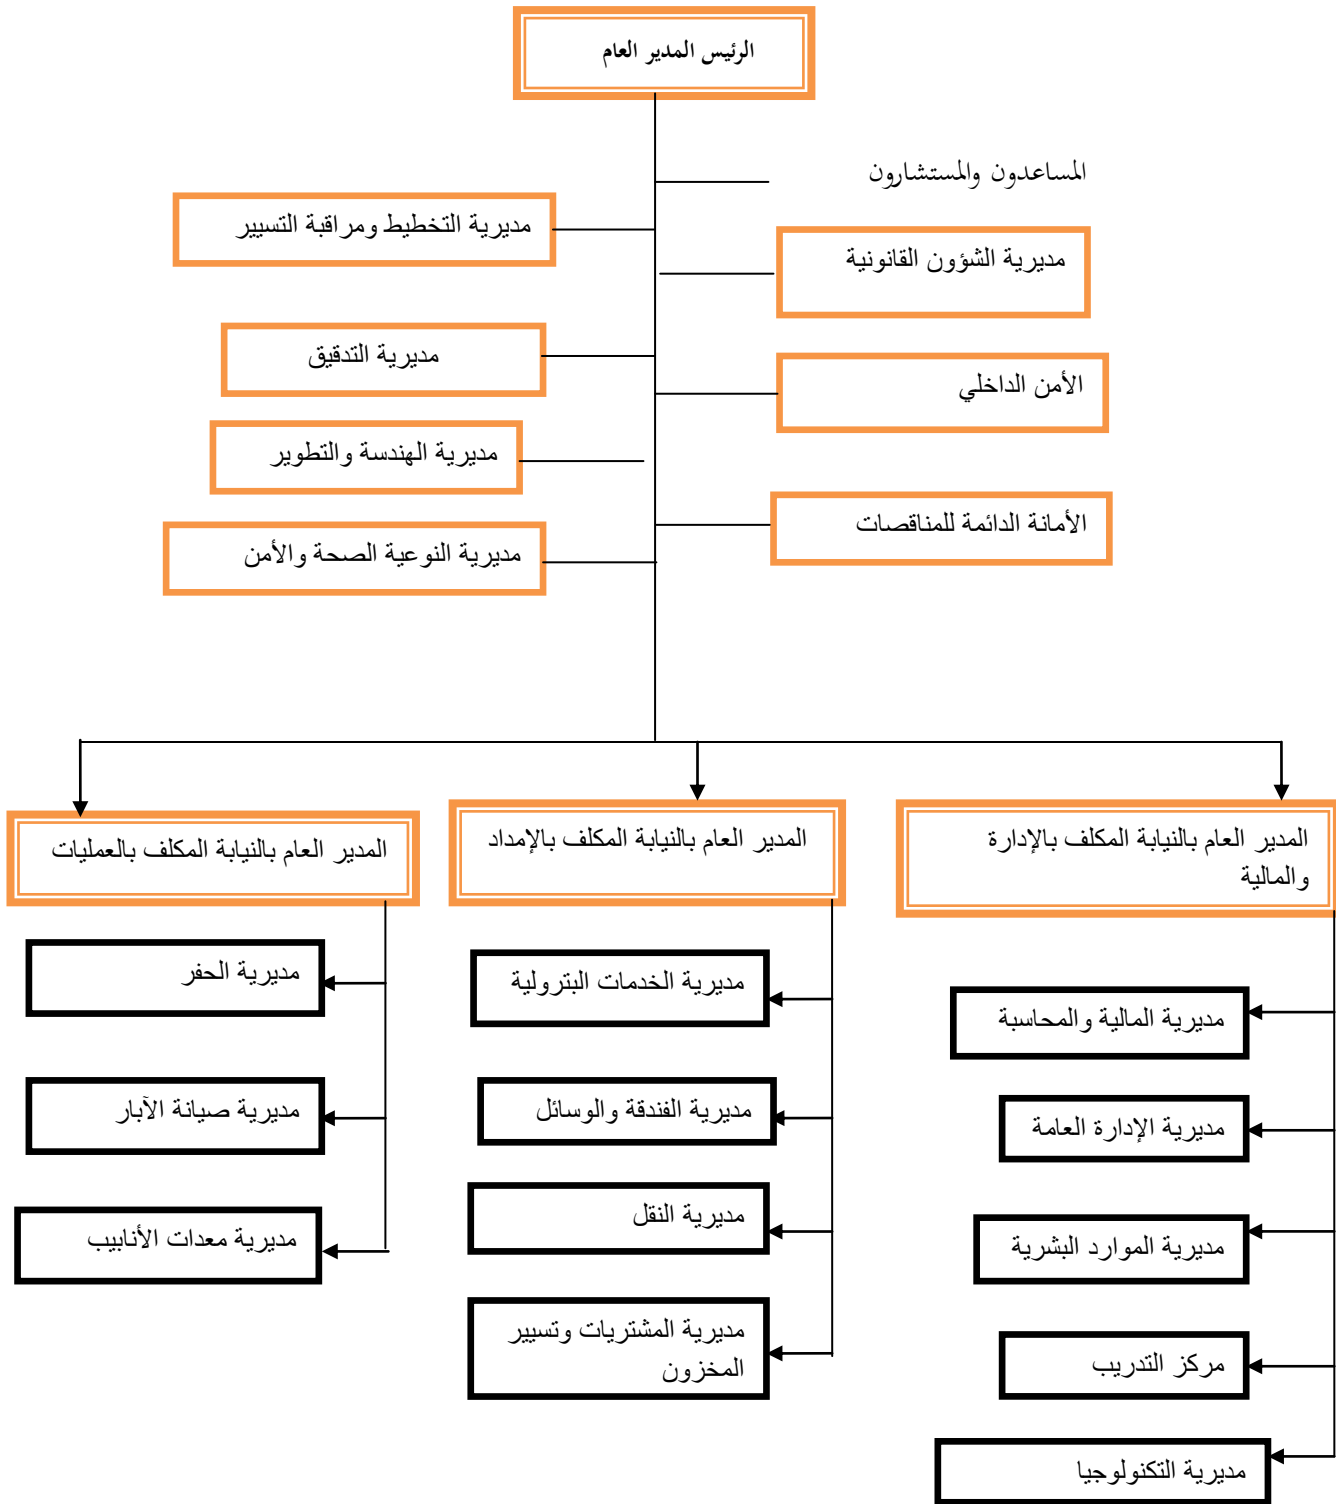 الرئيس المدير العام
المساعدون والمستشارون
مديرية التخطيط ومراقبة التسيير
مديرية الشؤون القانونية
مديرية التدقيق
الأمن الداخلي
مديرية الهندسة والتطوير
الأمانة الدائمة للمناقصات
مديرية النوعية الصحة والأمن
المدير العام بالنيابة المكلف بالإدارة
والمالية
المدير العام بالنيابة المكلف بالإمداد
المدير العام بالنيابة المكلف بالعمليات
مديرية المالية والمحاسبة
مديرية الإدارة العامة
مديرية الموارد البشرية
مركز التدريب
مديرية التكنولوجيا
مديرية الخدمات البترولية
مديرية الفندقة والوسائل
مديرية النقل
مديرية المشتريات وتسيير
المخزون
مديرية الحفر
مديرية صيانة الآبار
مديرية معدات الأنابيب